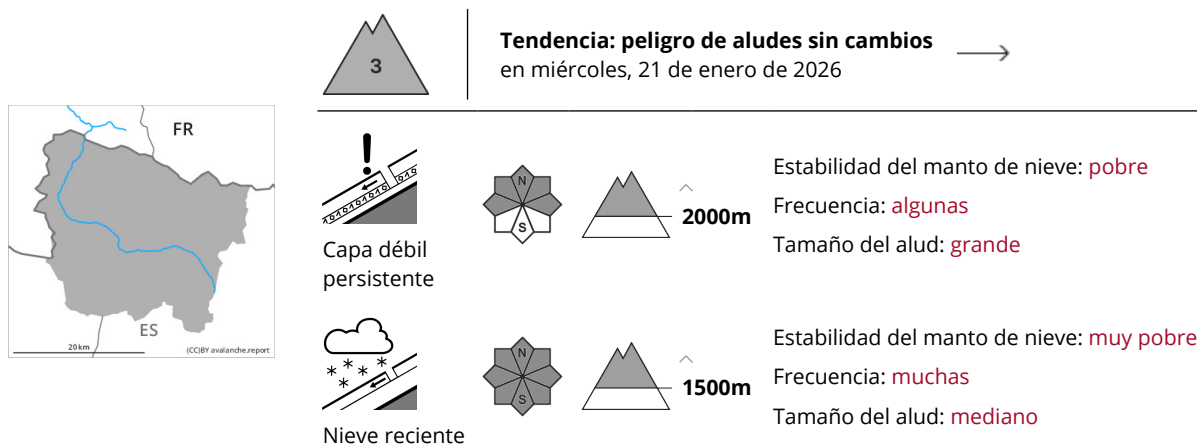 3
Tendencia: peligro de aludes sin cambios
en miércoles, 21 de enero de 2026
FR
ES
20 km
(CC)BY avalanche.report
N
S
2000m
Capa débil
persistente
Estabilidad del manto de nieve: pobre
Frecuencia: algunas
Tamaño del alud: grande
N
S
1500m
Nieve reciente
Estabilidad del manto de nieve: muy pobre
Frecuencia: muchas
Tamaño del alud: mediano